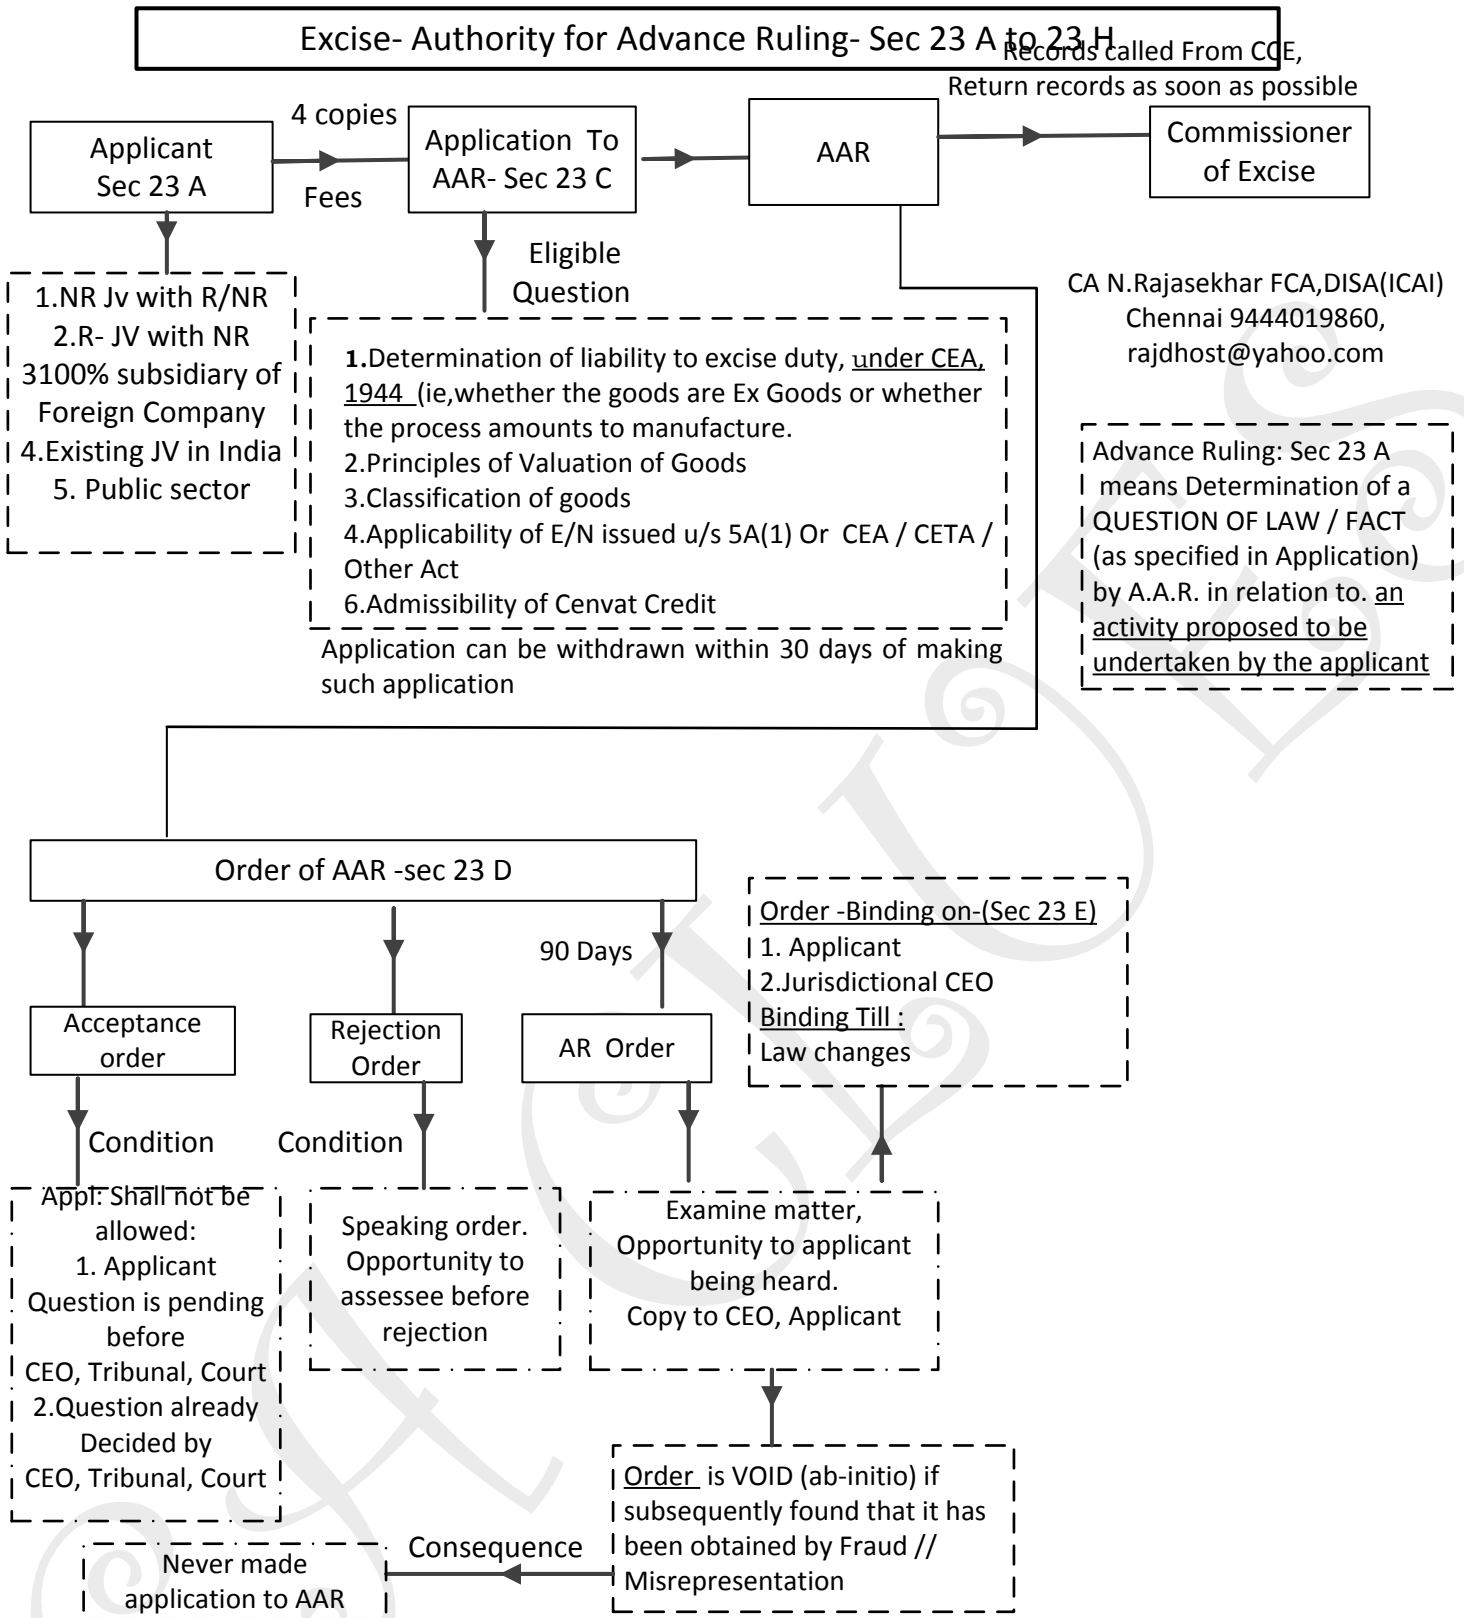 Excise- Authority for Advance Ruling- Sec 23 A to 23 H
Records called From CCE,
Return records as soon as possible
4 copies
Fees
Applicant
Sec 23 A
Application To
AAR- Sec 23 C
AAR
Commissioner
of Excise
Eligible
Question
1.NR Jv with R/NR
2.R- JV with NR
3100% subsidiary of
Foreign Company
4.Existing JV in India
5. Public sector
1.Determination of liability to excise duty, under CEA,
1944 (ie,whether the goods are Ex Goods or whether
the process amounts to manufacture.
2.Principles of Valuation of Goods
3.Classification of goods
4.Applicability of E/N issued u/s 5A(1) Or CEA / CETA /
Other Act
6.Admissibility of Cenvat Credit
Application can be withdrawn within 30 days of making
such application
CA N.Rajasekhar FCA,DISA(ICAI)
Chennai 9444019860,
rajdhost@yahoo.com
Advance Ruling: Sec 23 A
means Determination of a
QUESTION OF LAW / FACT
(as specified in Application)
by A.A.R. in relation to. an
activity proposed to be
undertaken by the applicant
Order of AAR -sec 23 D
90 Days
Acceptance
order
Rejection
Order
AR Order
Order -Binding on-(Sec 23 E)
1. Applicant
2.Jurisdictional CEO
Binding Till :
Law changes
Condition
Condition
Appl: Shall not be
allowed:
1. Applicant
Question is pending
before
CEO, Tribunal, Court
2.Question already
Decided by
CEO, Tribunal, Court
Speaking order.
Opportunity to
assessee before
rejection
Examine matter,
Opportunity to applicant
being heard.
Copy to CEO, Applicant
Order is VOID (ab-initio) if
subsequently found that it has
been obtained by Fraud //
Misrepresentation
Consequence
Never made
application to AAR
CA CLUES